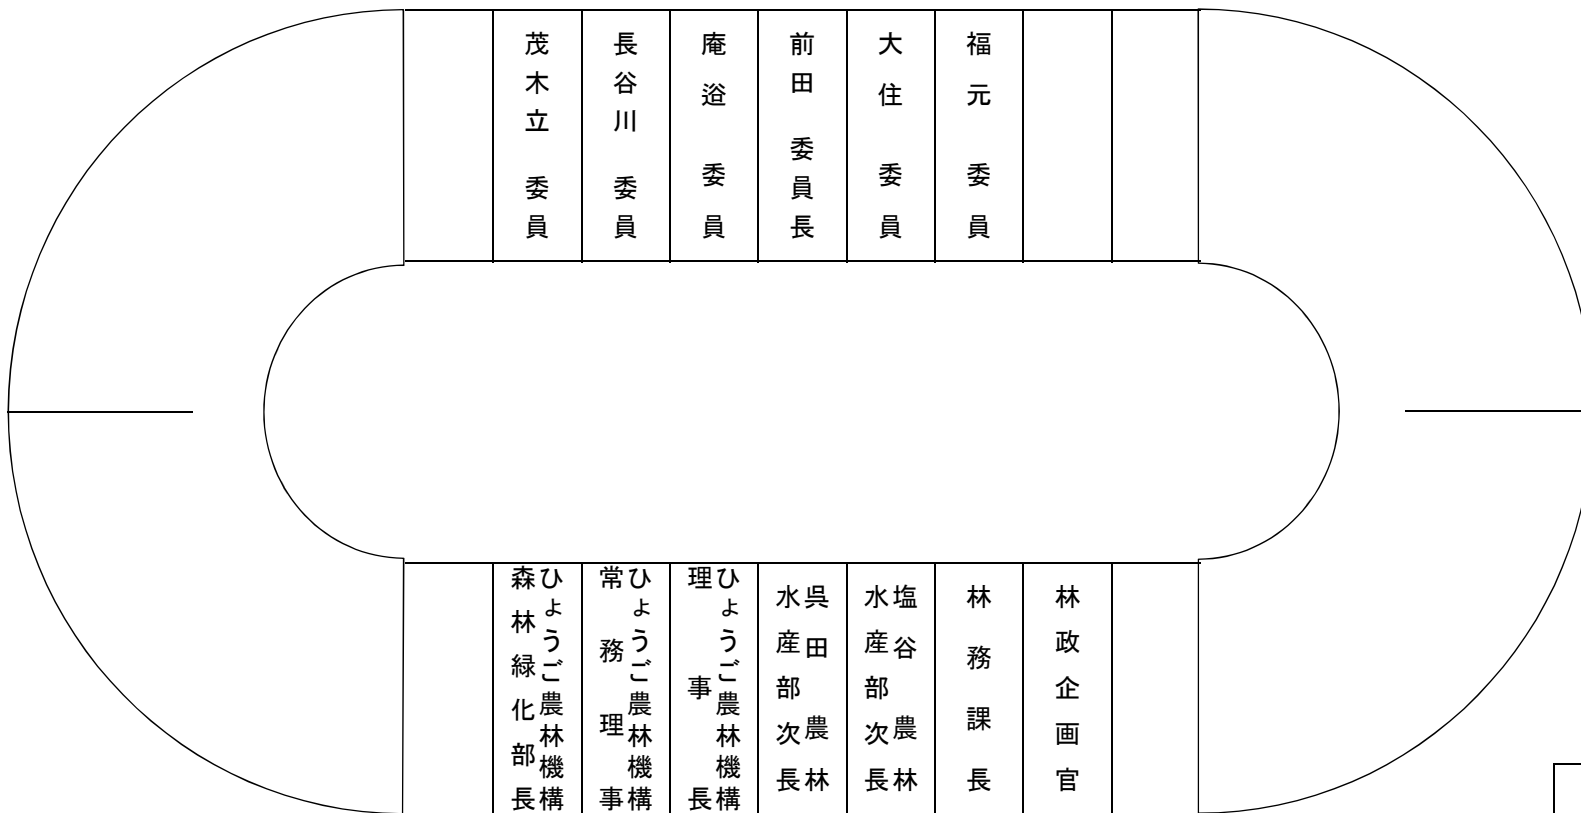 茂木立 委員
長谷川 委員
庵逧 委員
前田 委員長
大住 委員
福元 委員
ひょうご農林機構
森林緑化部長
ひょうご農林機構
常務理事
ひょうご農林機構
理事長
呉田 農林
水産部次長
塩谷 農林
水産部次長
林務課長
林政企画官